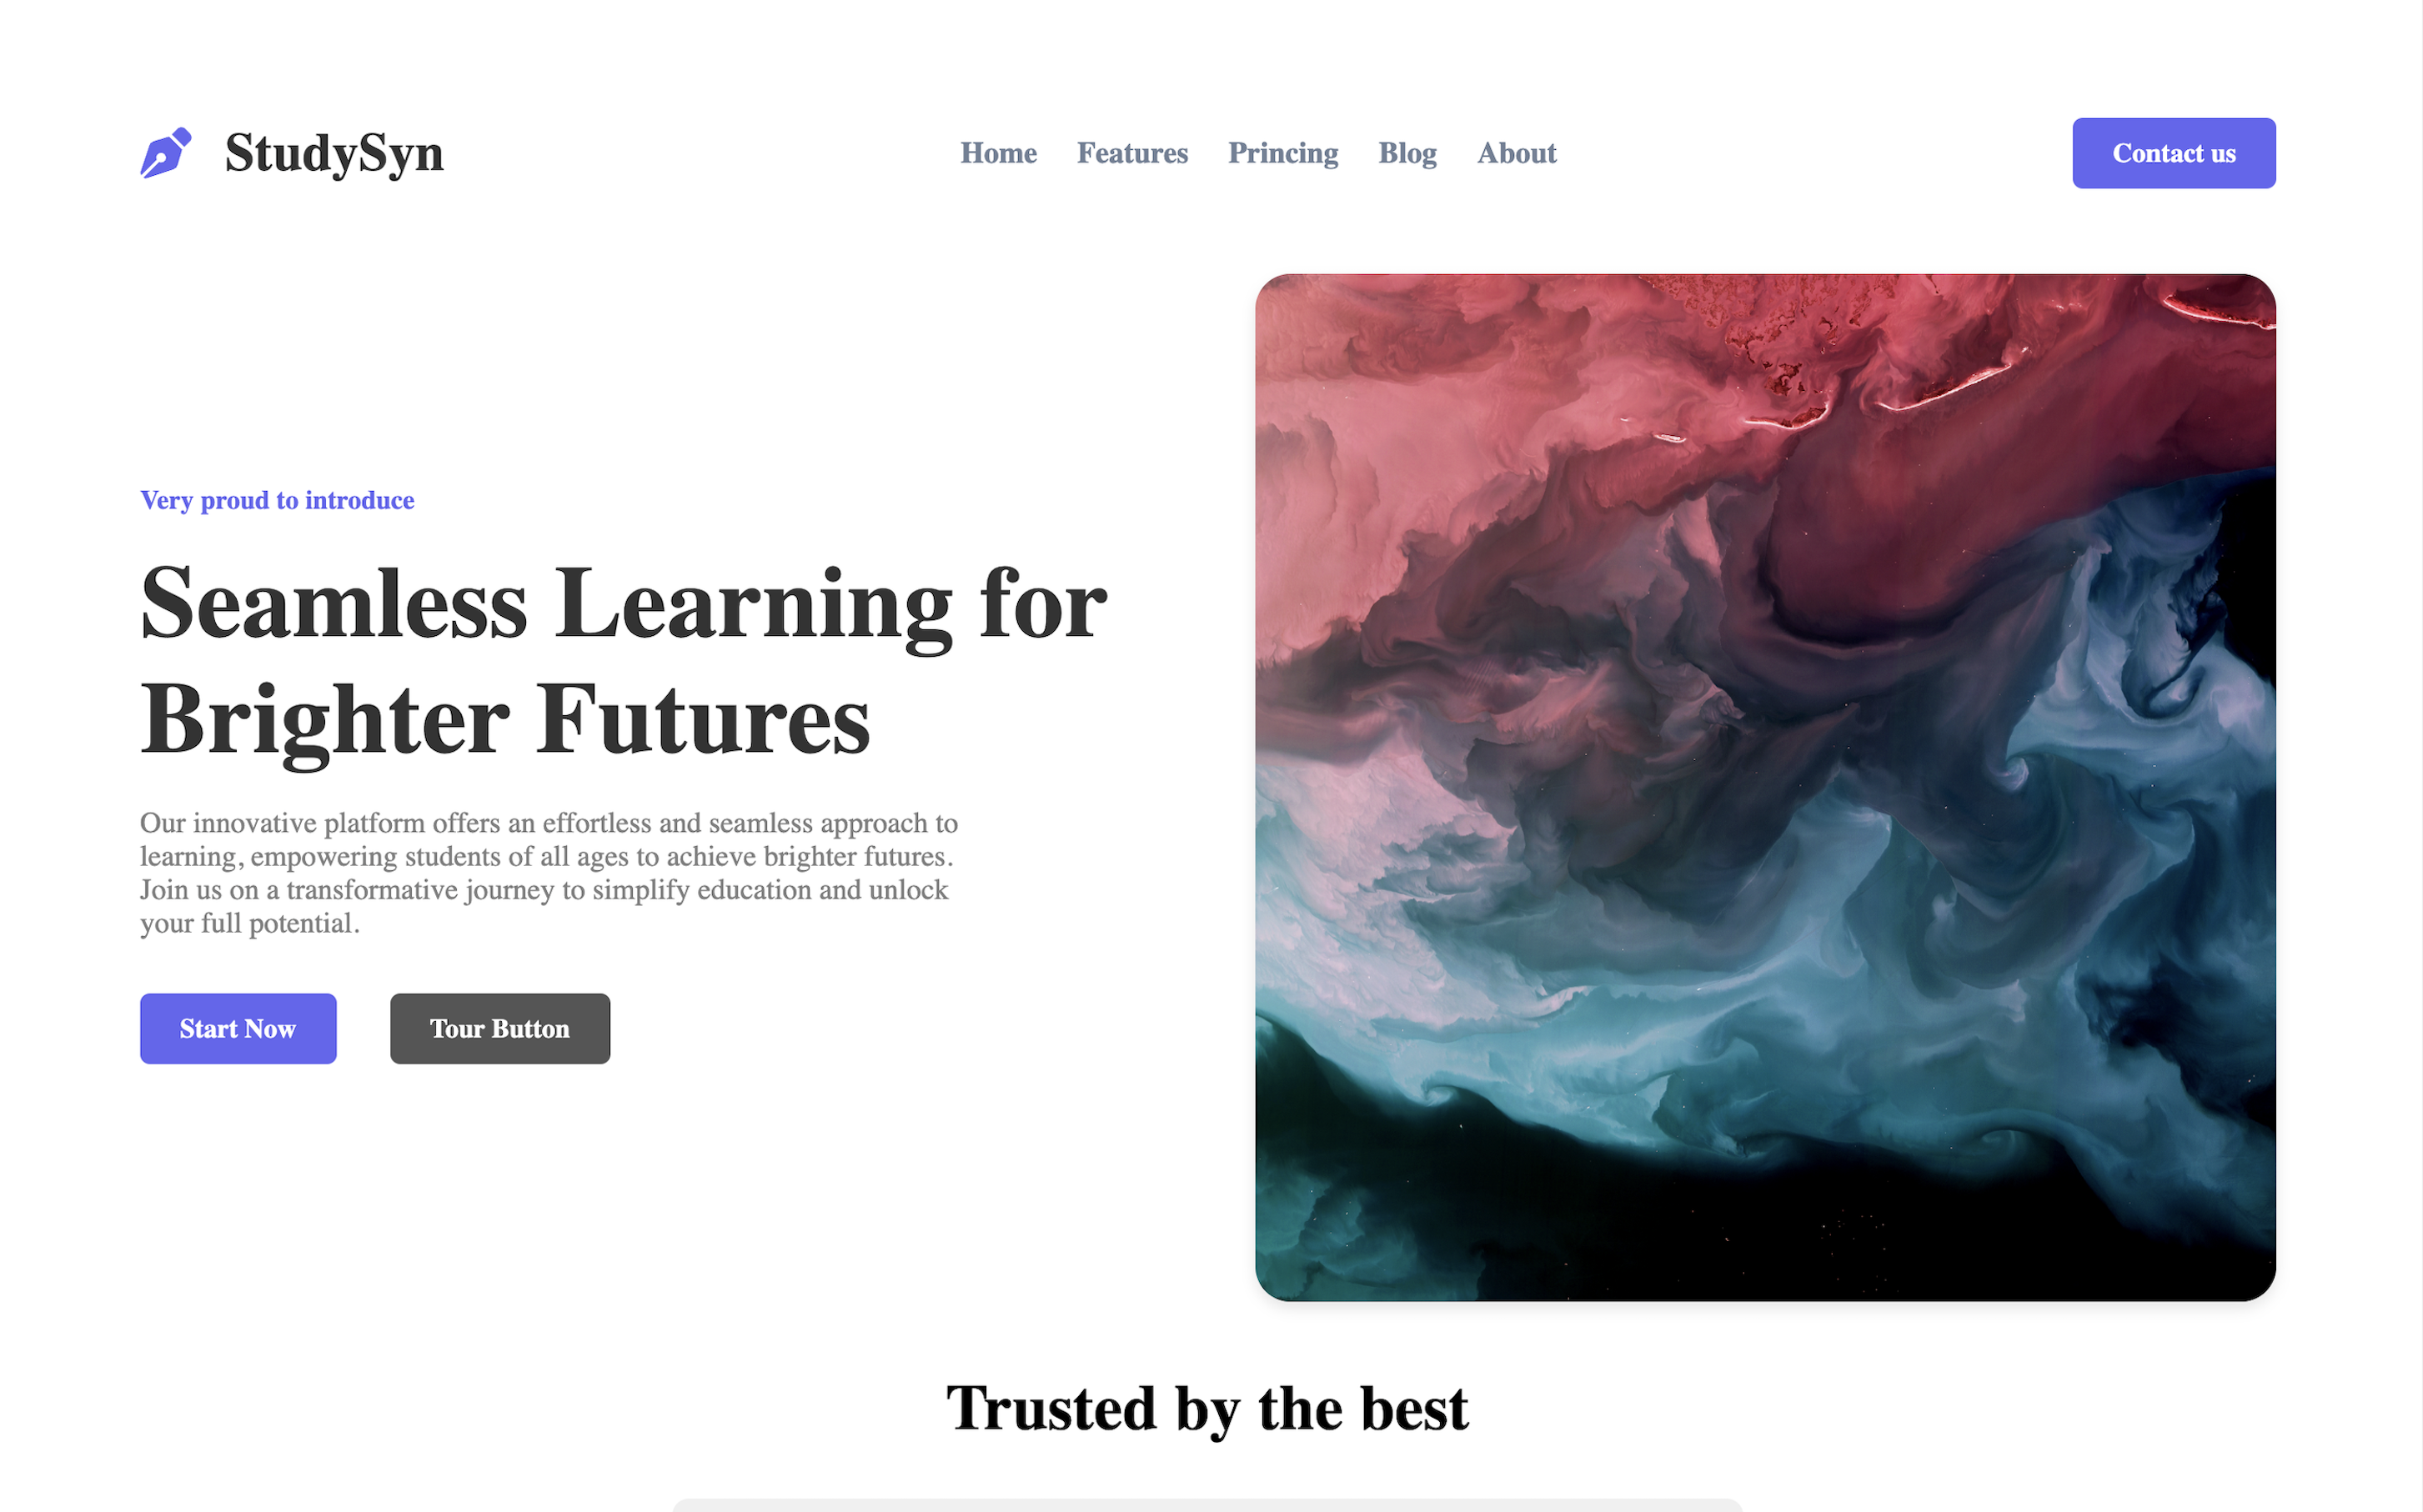 StudySyn
Home Features Princing Blog About
Contact us
Very proud to introduce
Seamless Learning for
Brighter Futures
Our innovative platform offers an effortless and seamless approach to
learning, empowering students of all ages to achieve brighter futures.
Join us on a transformative journey to simplify education and unlock
your full potential.
Start Now
Tour Button
Trusted by the best